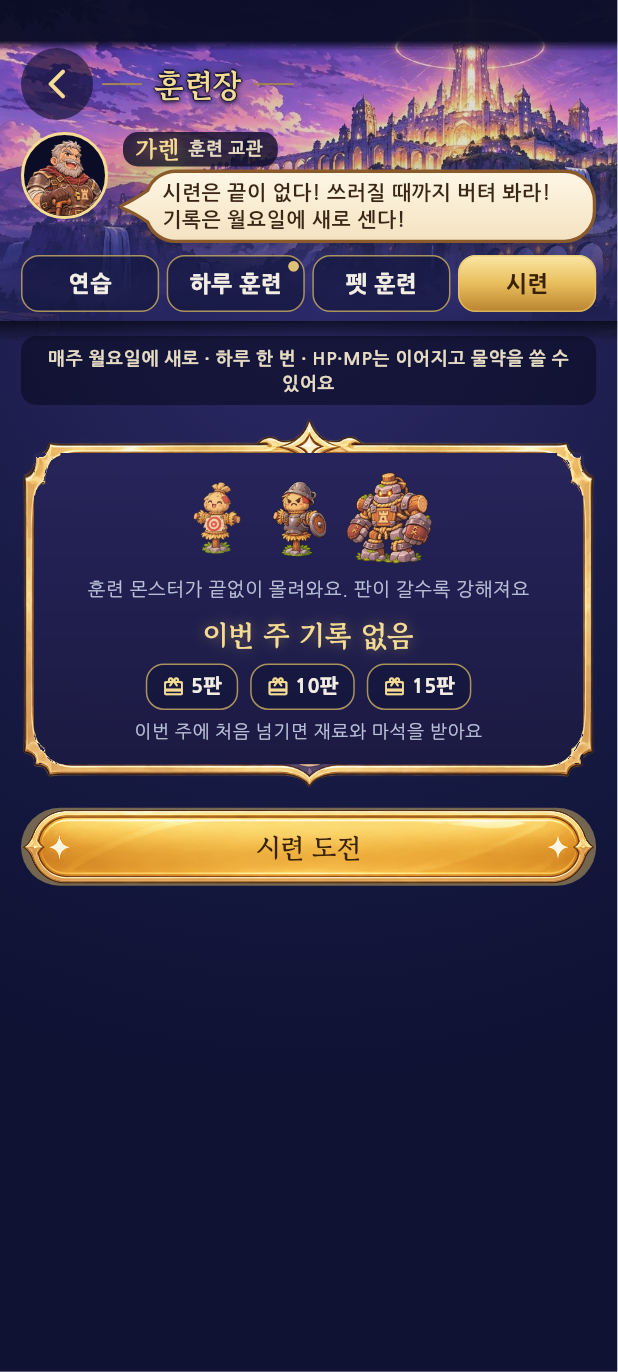 훈련장
가렌 훈련 교관
시련은 끝이 없다! 쓰러질 때까지 버텨 봐라!
기록은 월요일에 새로 센다!
연습
하루 훈련
펫 훈련
시련
매주 월요일에 새로 · 하루 한 번 · HP·MP는 이어지고 물약을 쓸 수
있어요
훈련 몬스터가 끝없이 몰려와요. 판이 갈수록 강해져요
이번 주 기록 없음
5판
10판
15판
이번 주에 처음 넘기면 재료와 마석을 받아요
시련 도전